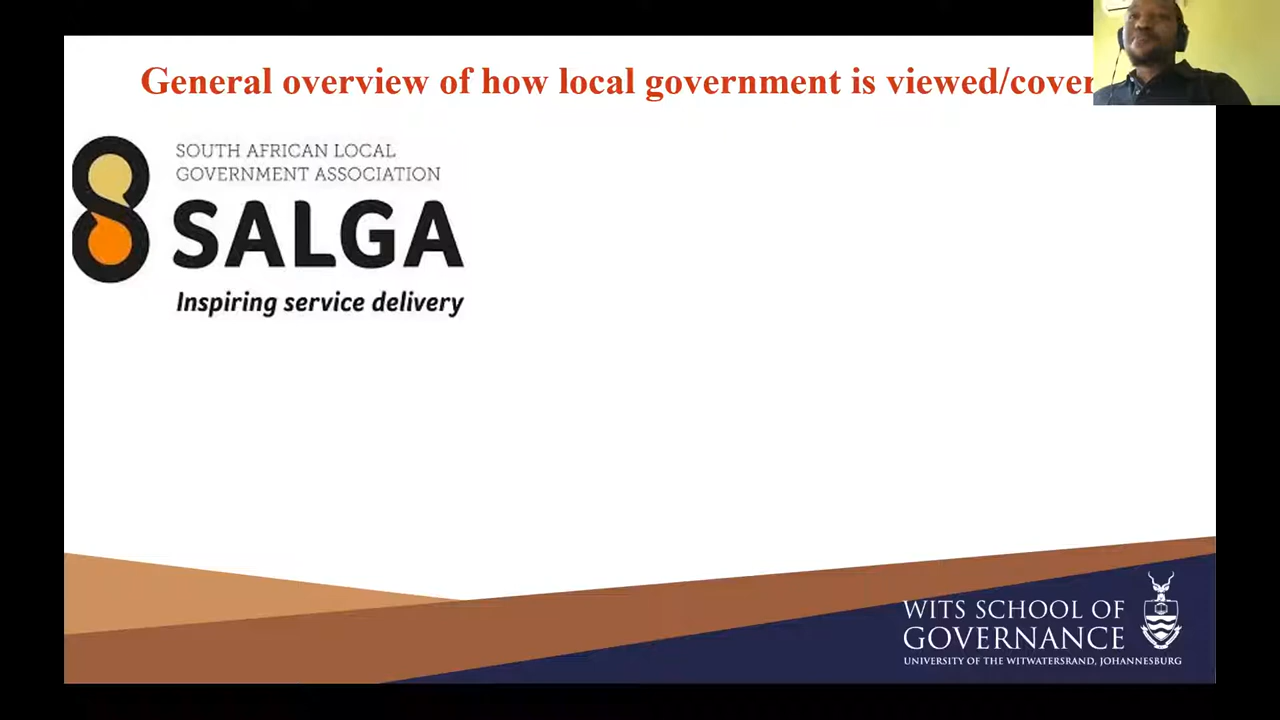 General overview of how local government is viewed/cover
SOUTH AFRICAN LOCAL
GOVERNMENT ASSOCIATION
SALGA
Inspiring service delivery
WITS SCHOOL OF
GOVERNANCE
UNIVERSITY OF THE WITWATERSRAND, JOHANNESBURG